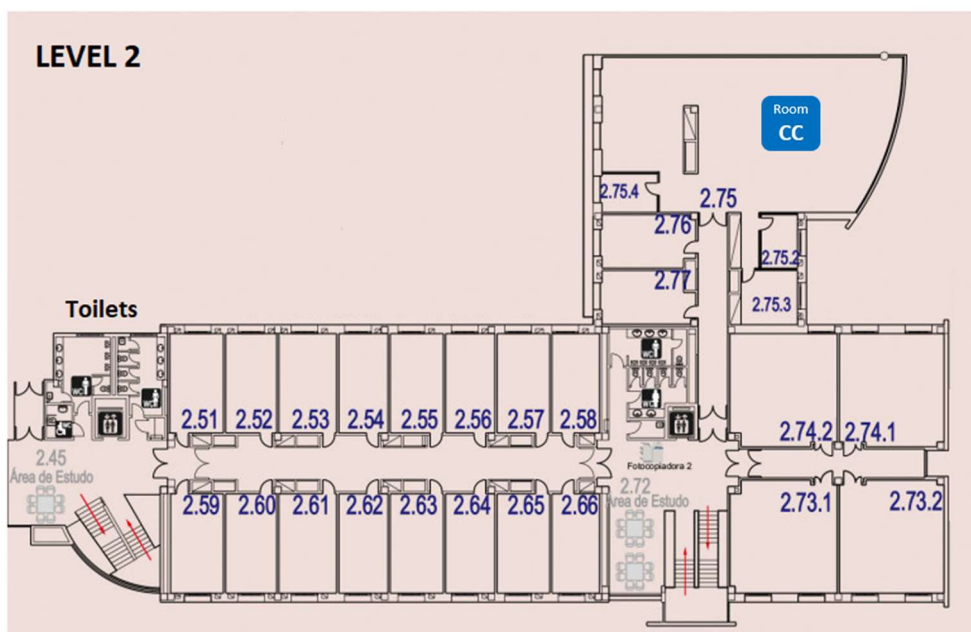 LEVEL 2
Room
CC
2.75.4
2.75
2.76
2.75.2
2.77
2.75.3
Toilets
WC
WC
WC
WC
2.51 2.52 2.53 2.54 2.55 2.56 2.57 2.58
2.74.2 2.74.1
2.45
Área de Estudo
Fotocopiadora 2
2.72
Área de Estudo
2.59 2.60 2.61 2.62 2.63 2.64 2.65 2.66
2.73.1 2.73.2